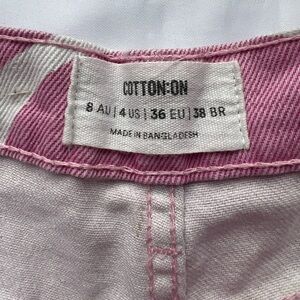 COTTON:ON
8 AU | 4 US | 36 EU | 38 BR
MADE IN BANGLADESH